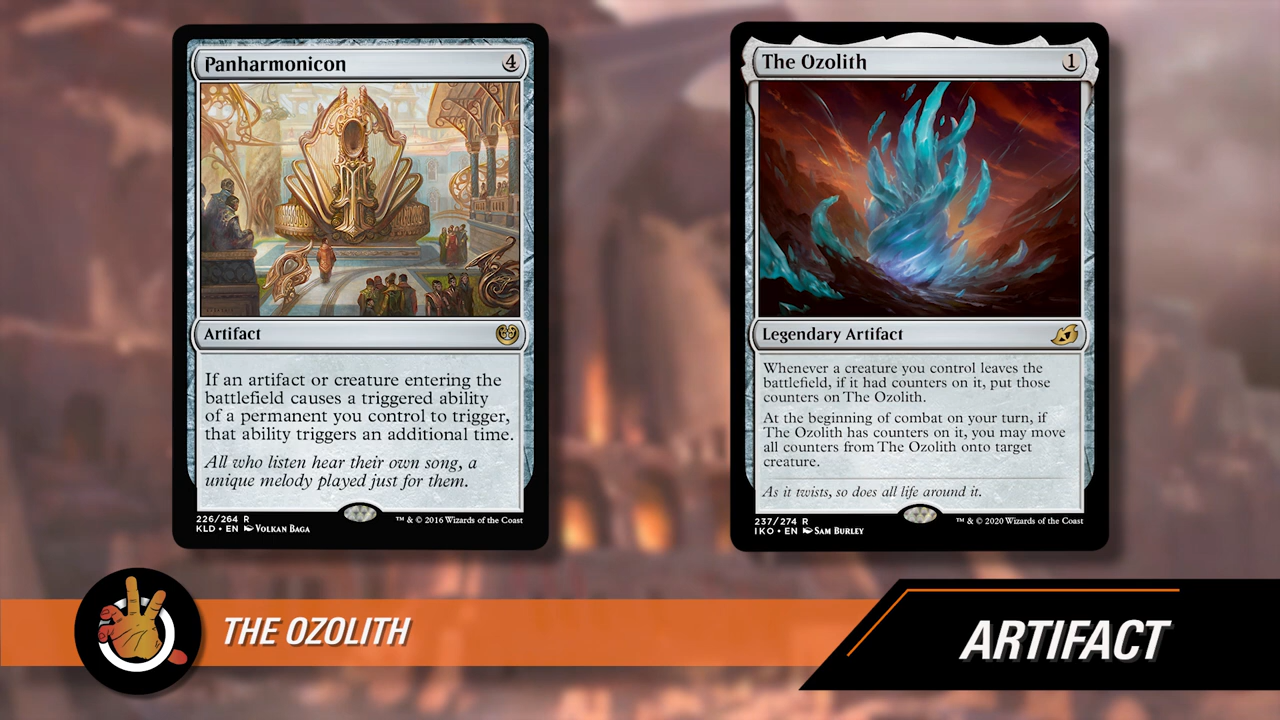 Panharmonicon 4
Artifact
If an artifact or creature entering the
battlefield causes a triggered ability
of a permanent you control to trigger,
that ability triggers an additional time.
All who listen hear their own song, a
unique melody played just for them.
226/264 R
KLD • EN Volkan Baga
™ & © 2016 Wizards of the Coast
The Ozolith 1
Legendary Artifact
Whenever a creature you control leaves the
battlefield, if it had counters on it, put those
counters on The Ozolith.
At the beginning of combat on your turn, if
The Ozolith has counters on it, you may move
all counters from The Ozolith onto target
creature.
As it twists, so does all life around it.
237/274 R
IKO • EN Sam Burley
™ & © 2020 Wizards of the Coast
THE OZOLITH
ARTIFACT